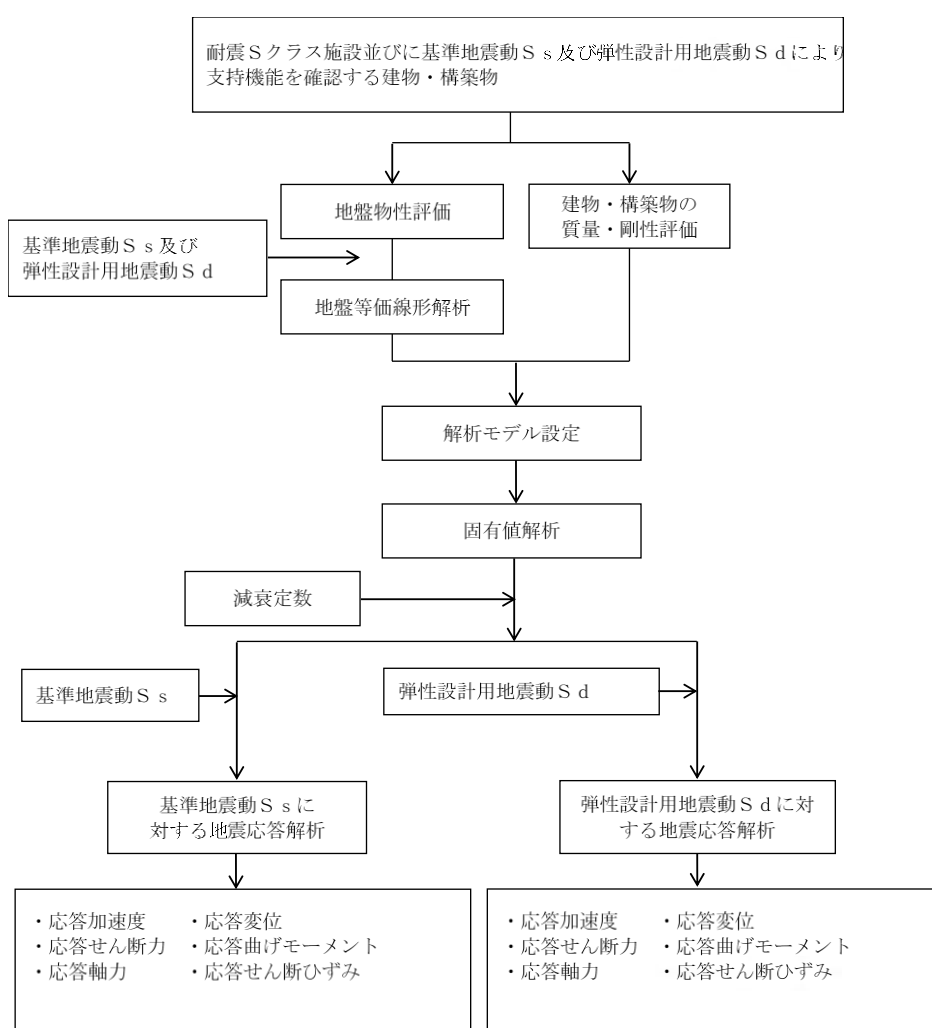 耐震Ｓクラス施設並びに基準地震動Ｓｓ及び弾性設計用地震動Ｓｄにより
支持機能を確認する建物・構築物
地盤物性評価
建物・構築物の
質量・剛性評価
基準地震動Ｓｓ及び
弾性設計用地震動Ｓｄ
地盤等価線形解析
解析モデル設定
固有値解析
減衰定数
基準地震動Ｓｓ
弾性設計用地震動Ｓｄ
基準地震動Ｓｓに
対する地震応答解析
弾性設計用地震動Ｓｄに対
する地震応答解析
・応答加速度　・応答変位
・応答せん断力　・応答曲げモーメント
・応答軸力　・応答せん断ひずみ
・応答加速度　・応答変位
・応答せん断力　・応答曲げモーメント
・応答軸力　・応答せん断ひずみ